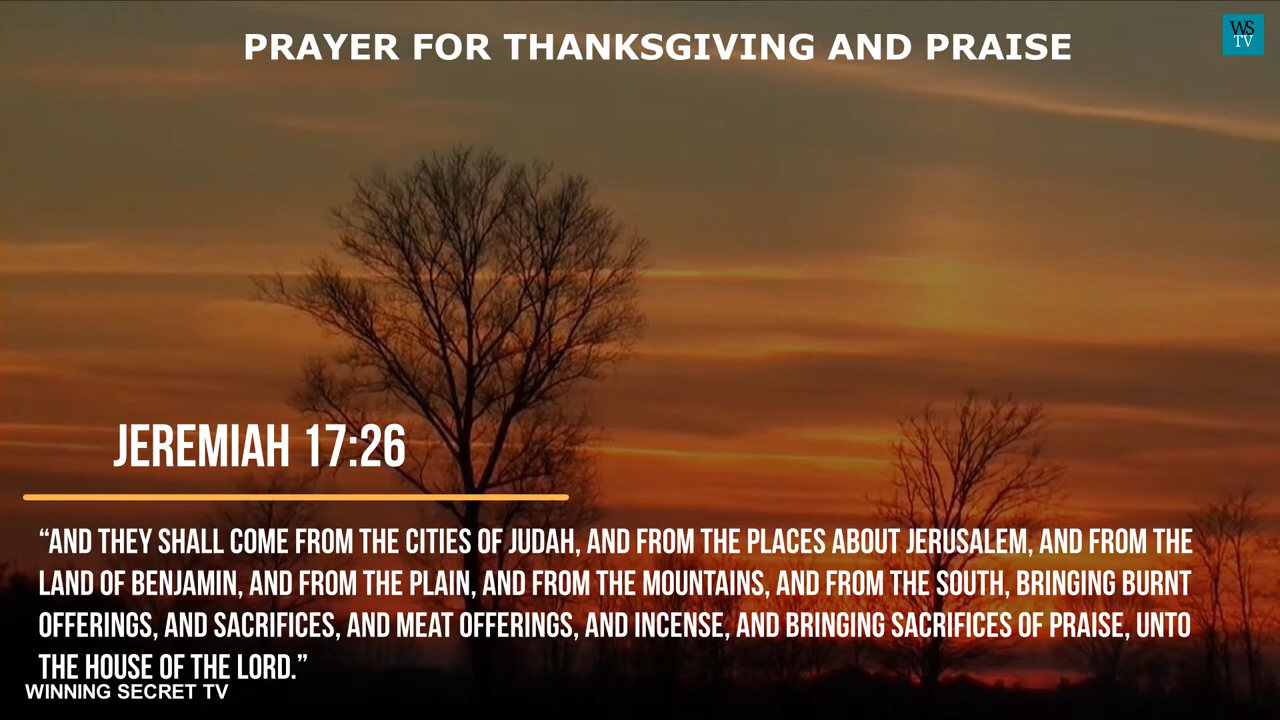 PRAYER FOR THANKSGIVING AND PRAISE
WS
TV
JEREMIAH 17:26
“AND THEY SHALL COME FROM THE CITIES OF JUDAH, AND FROM THE PLACES ABOUT JERUSALEM, AND FROM THE
LAND OF BENJAMIN, AND FROM THE PLAIN, AND FROM THE MOUNTAINS, AND FROM THE SOUTH, BRINGING BURNT
OFFERINGS, AND SACRIFICES, AND MEAT OFFERINGS, AND INCENSE, AND BRINGING SACRIFICES OF PRAISE, UNTO
THE HOUSE OF THE LORD.”
WINNING SECRET TV